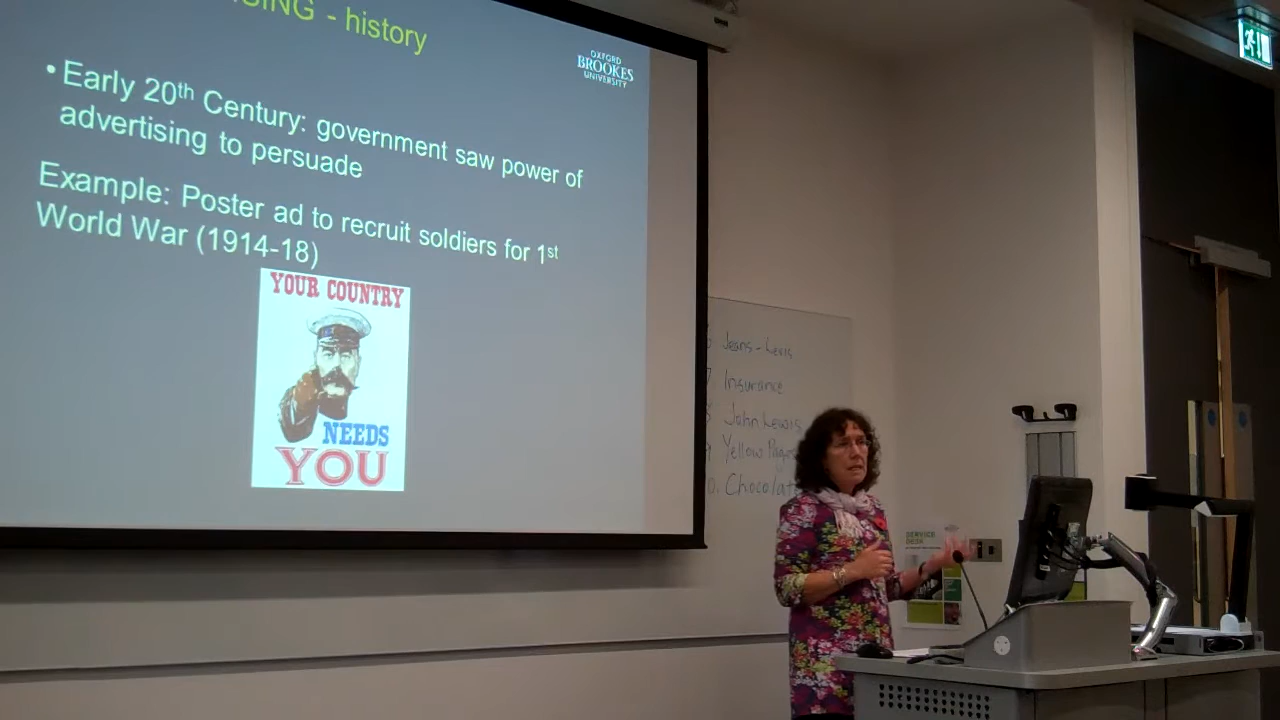 - history
OXFORD
BROOKES
UNIVERSITY
• Early 20th Century: government saw power of
advertising to persuade
Example: Poster ad to recruit soldiers for 1st
World War (1914-18)
YOUR COUNTRY
NEEDS
YOU
Jeans - Levis
Insurance
John Lewis
Yellow Pages
Chocolate
SERVICE
DESK